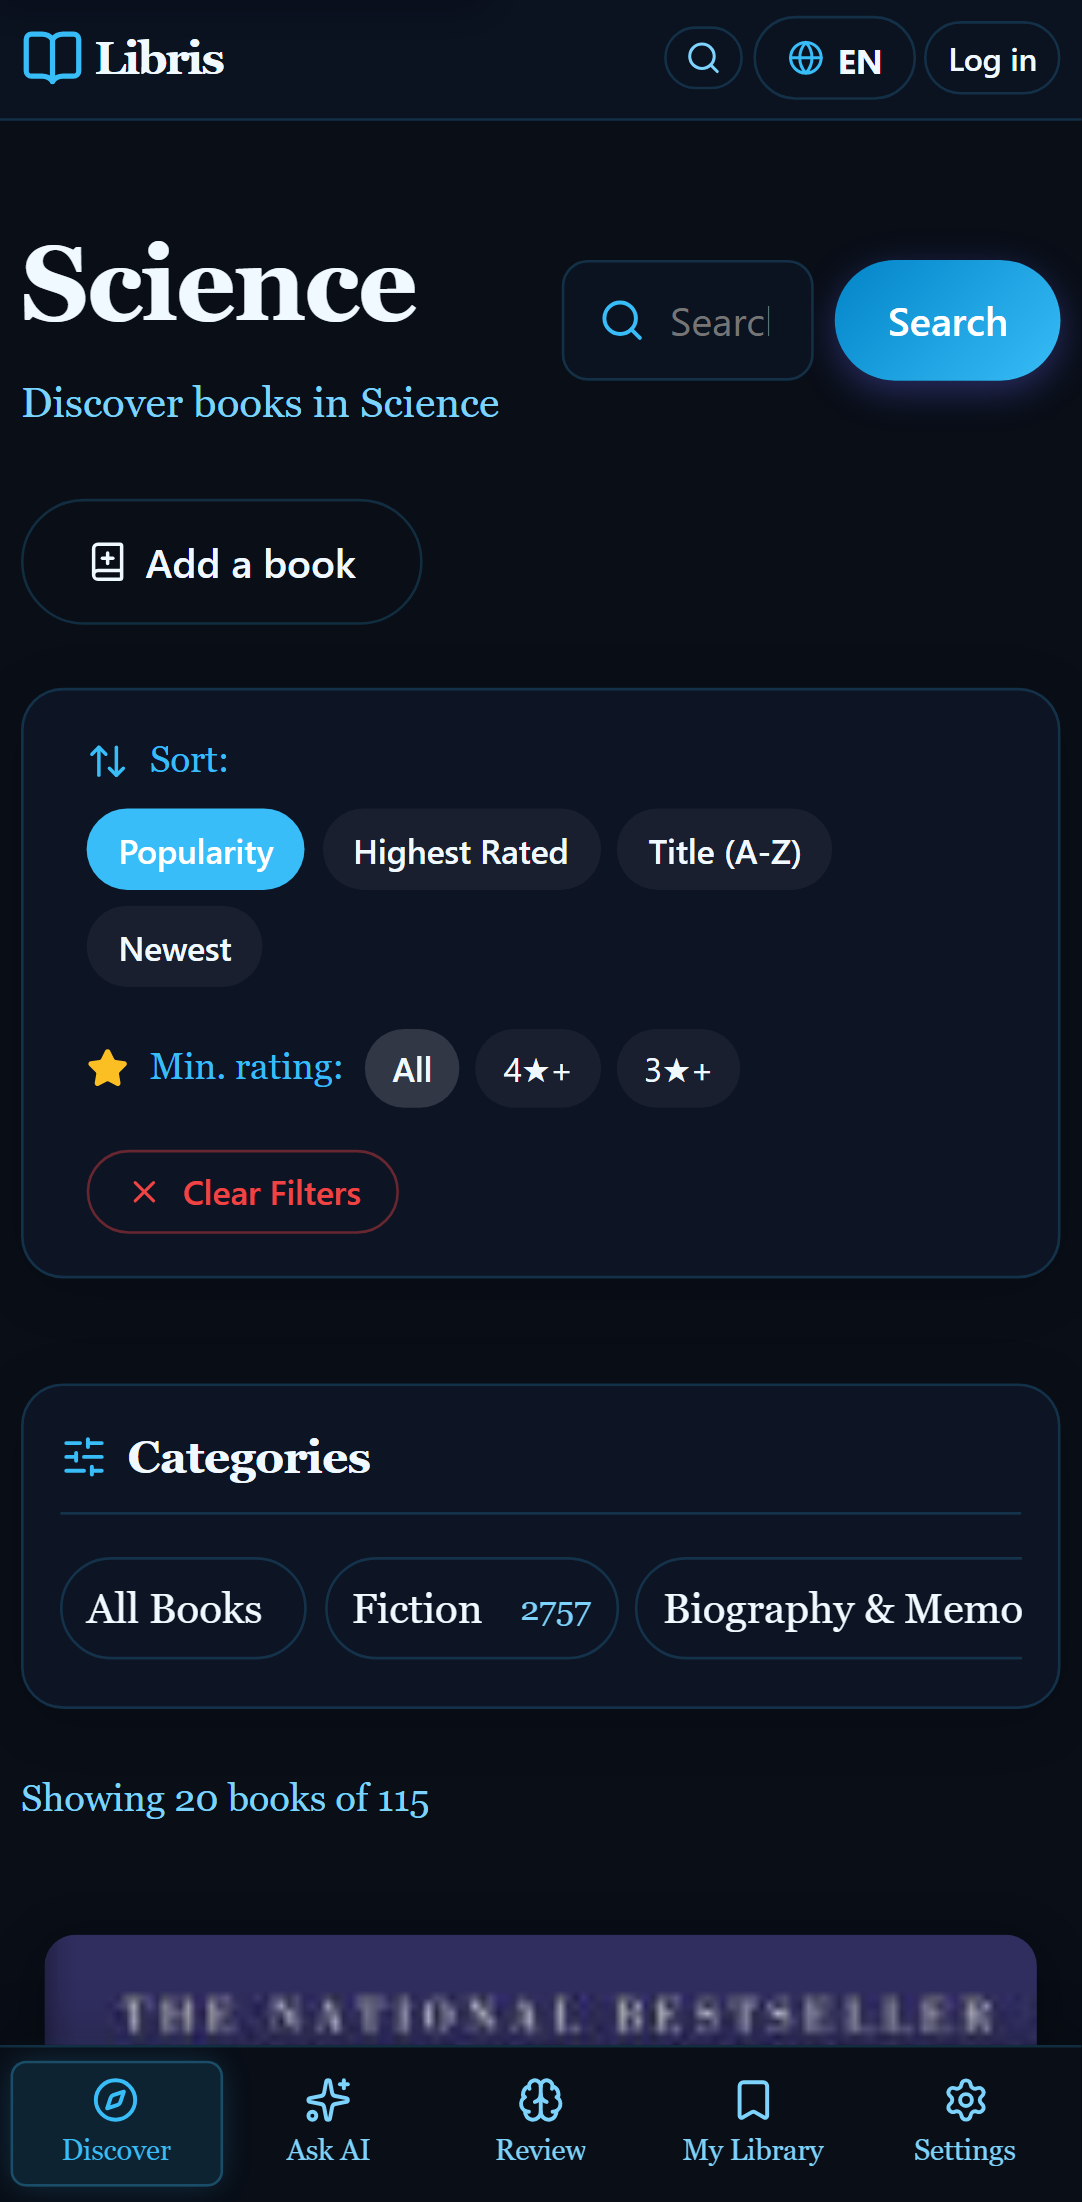 Libris
EN
Log in
Science
Search
Discover books in Science
Add a book
Sort:
Popularity
Highest Rated
Title (A-Z)
Newest
Min. rating:
All
4★+
3★+
Clear Filters
Categories
All Books
Fiction 2757
Biography & Memo
Showing 20 books of 115
THE NATIONAL BESTSELLER
Discover
Ask AI
Review
My Library
Settings